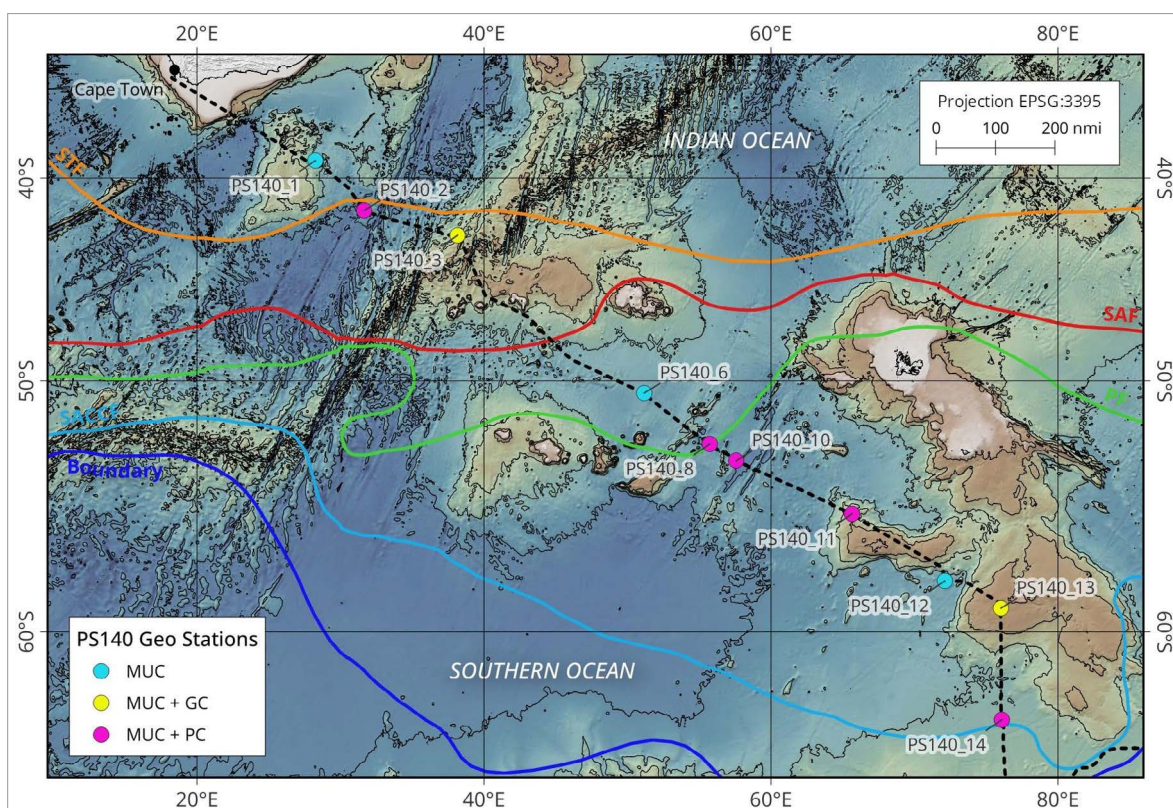 20°E 40°E 60°E 80°E
Cape Town
Projection EPSG:3395
0 100 200 nmi
INDIAN OCEAN
STF
40°S
40°S
PS140_1
PS140_2
PS140_3
SAF
PS140_6
50°S
50°S
PF
SACCF
Boundary
PS140_8
PS140_10
PS140_11
PS140_12
PS140_13
60°S
60°S
SOUTHERN OCEAN
PS140_14
PS140 Geo Stations
MUC
MUC + GC
MUC + PC
20°E 40°E 60°E 80°E